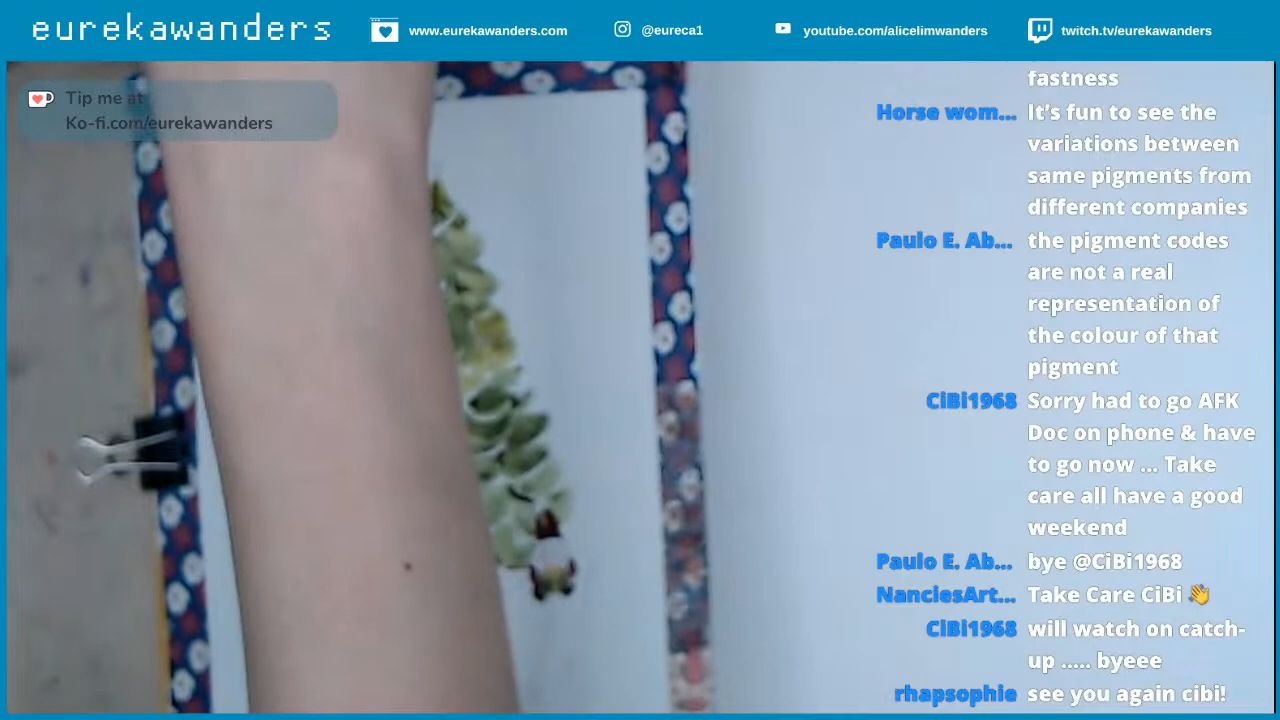 eurekawanders
www.eurekawanders.com
@eureca1
youtube.com/alicelimwanders
twitch.tv/eurekawanders
Tip me at
Ko-fi.com/eurekawanders
fastness
Horse wom... It's fun to see the
variations between
same pigments from
different companies
Paulo E. Ab... the pigment codes
are not a real
representation of
the colour of that
pigment
CiBi1968 Sorry had to go AFK
Doc on phone & have
to go now ... Take
care all have a good
weekend
Paulo E. Ab... bye @CiBi1968
NanciesArt... Take Care CiBi 👋
CiBi1968 will watch on catch-
up ..... byeee
rhapsophie see you again cibi!